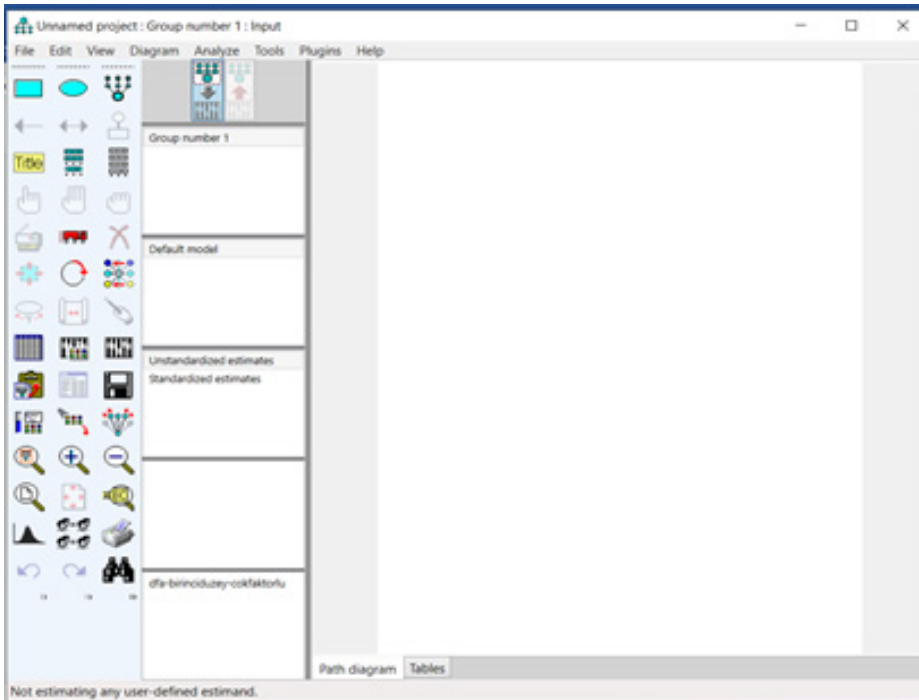 Unnamed project : Group number 1 : Input
File Edit View Diagram Analyze Tools Plugins Help
Title
Group number 1
Default model
Unstandardized estimates
Standardized estimates
dfa-birinciduzey-cokfaktorlu
Path diagram Tables
Not estimating any user-defined estimand.